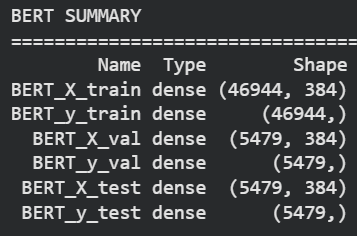 BERT SUMMARY
================================
Name Type Shape
BERT_X_train dense (46944, 384)
BERT_y_train dense (46944,)
BERT_X_val dense (5479, 384)
BERT_y_val dense (5479,)
BERT_X_test dense (5479, 384)
BERT_y_test dense (5479,)